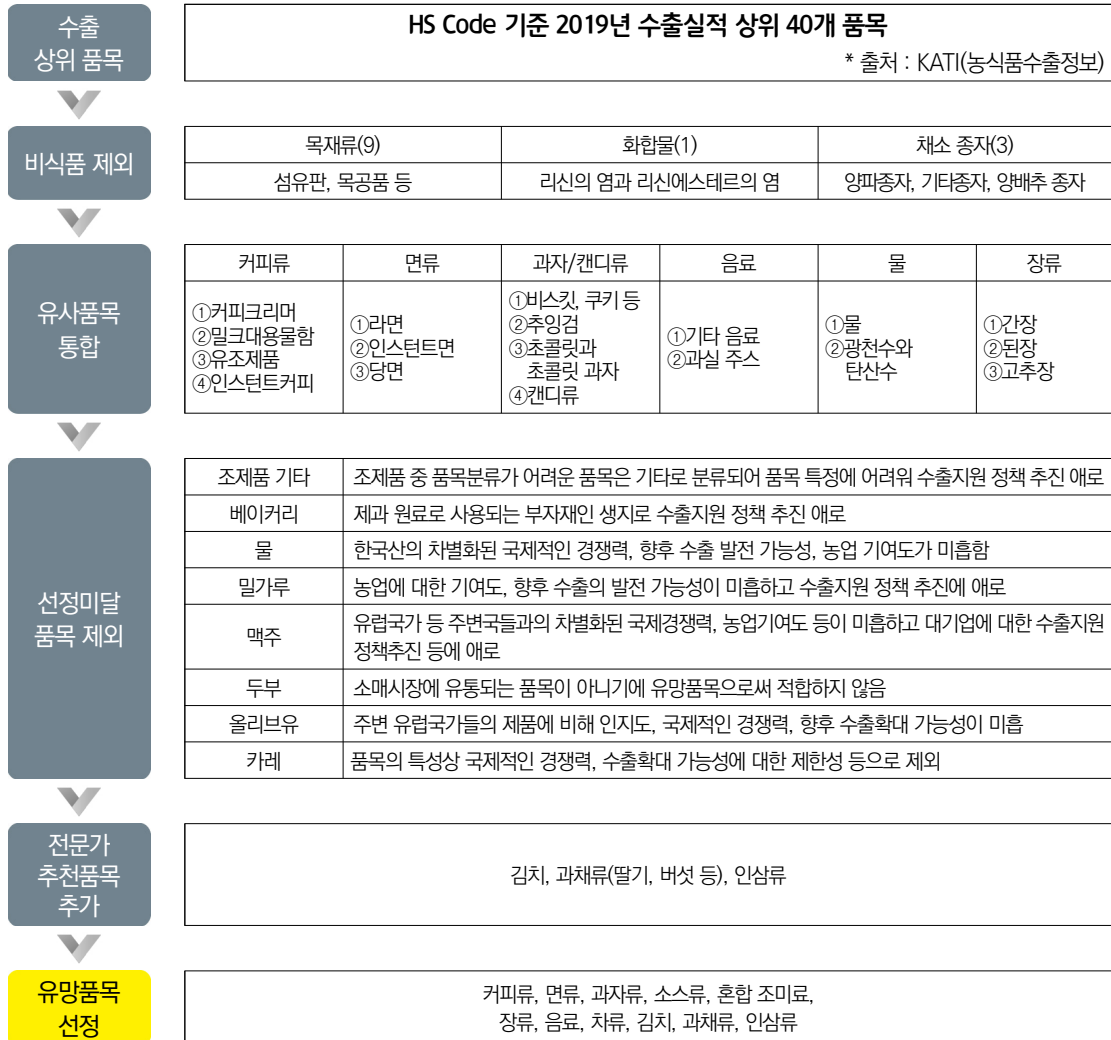 수출
상위 품목
HS Code 기준 2019년 수출실적 상위 40개 품목
* 출처 : KATI(농식품수출정보)
비식품 제외
목재류(9)
화합물(1)
채소 종자(3)
섬유판, 목공품 등
리신의 염과 리신에스테르의 염
양파종자, 기타종자, 양배추 종자
유사품목
통합
커피류
면류
과자/캔디류
음료
물
장류
①커피크리머
②밀크대용물함
③유조제품
④인스턴트커피
①라면
②인스턴트면
③당면
①비스킷, 쿠키 등
②추잉검
③초콜릿과
초콜릿 과자
④캔디류
①기타 음료
②과실 주스
①물
②광천수와
탄산수
①간장
②된장
③고추장
선정미달
품목 제외
조제품 기타
조제품 중 품목분류가 어려운 품목은 기타로 분류되어 품목 특정에 어려워 수출지원 정책 추진 애로
베이커리
제과 원료로 사용되는 부자재인 생지로 수출지원 정책 추진 애로
물
한국산의 차별화된 국제적인 경쟁력, 향후 수출 발전 가능성, 농업 기여도가 미흡함
밀가루
농업에 대한 기여도, 향후 수출의 발전 가능성이 미흡하고 수출지원 정책 추진에 애로
맥주
유럽국가 등 주변국들과의 차별화된 국제경쟁력, 농업기여도 등이 미흡하고 대기업에 대한 수출지원
정책추진 등에 애로
두부
소매시장에 유통되는 품목이 아니기에 유망품목으로써 적합하지 않음
올리브유
주변 유럽국가들의 제품에 비해 인지도, 국제적인 경쟁력, 향후 수출확대 가능성이 미흡
카레
품목의 특성상 국제적인 경쟁력, 수출확대 가능성에 대한 제한성 등으로 제외
전문가
추천품목
추가
김치, 과채류(딸기, 버섯 등), 인삼류
유망품목
선정
커피류, 면류, 과자류, 소스류, 혼합 조미료,
장류, 음료, 차류, 김치, 과채류, 인삼류